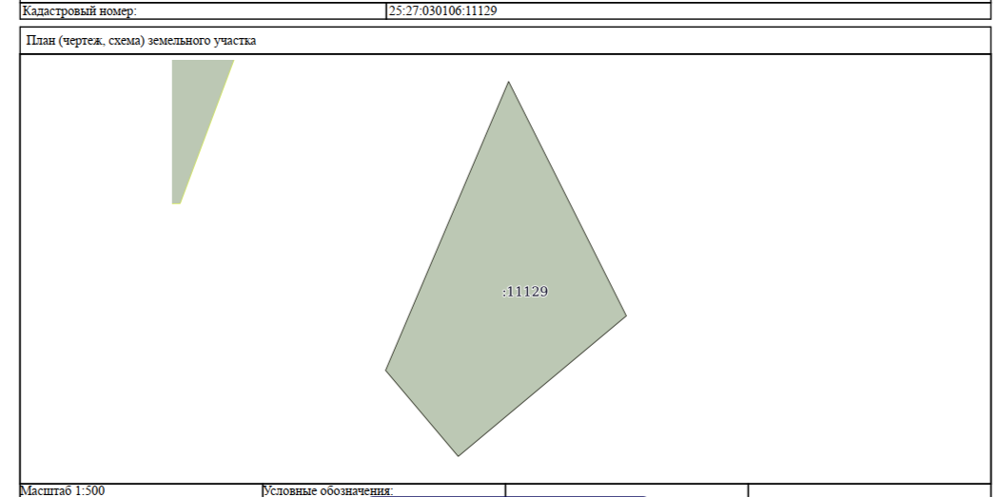 Кадастровый номер: 25:27:030106:11129
План (чертеж, схема) земельного участка
:11129
Масштаб 1:500 Условные обозначения: